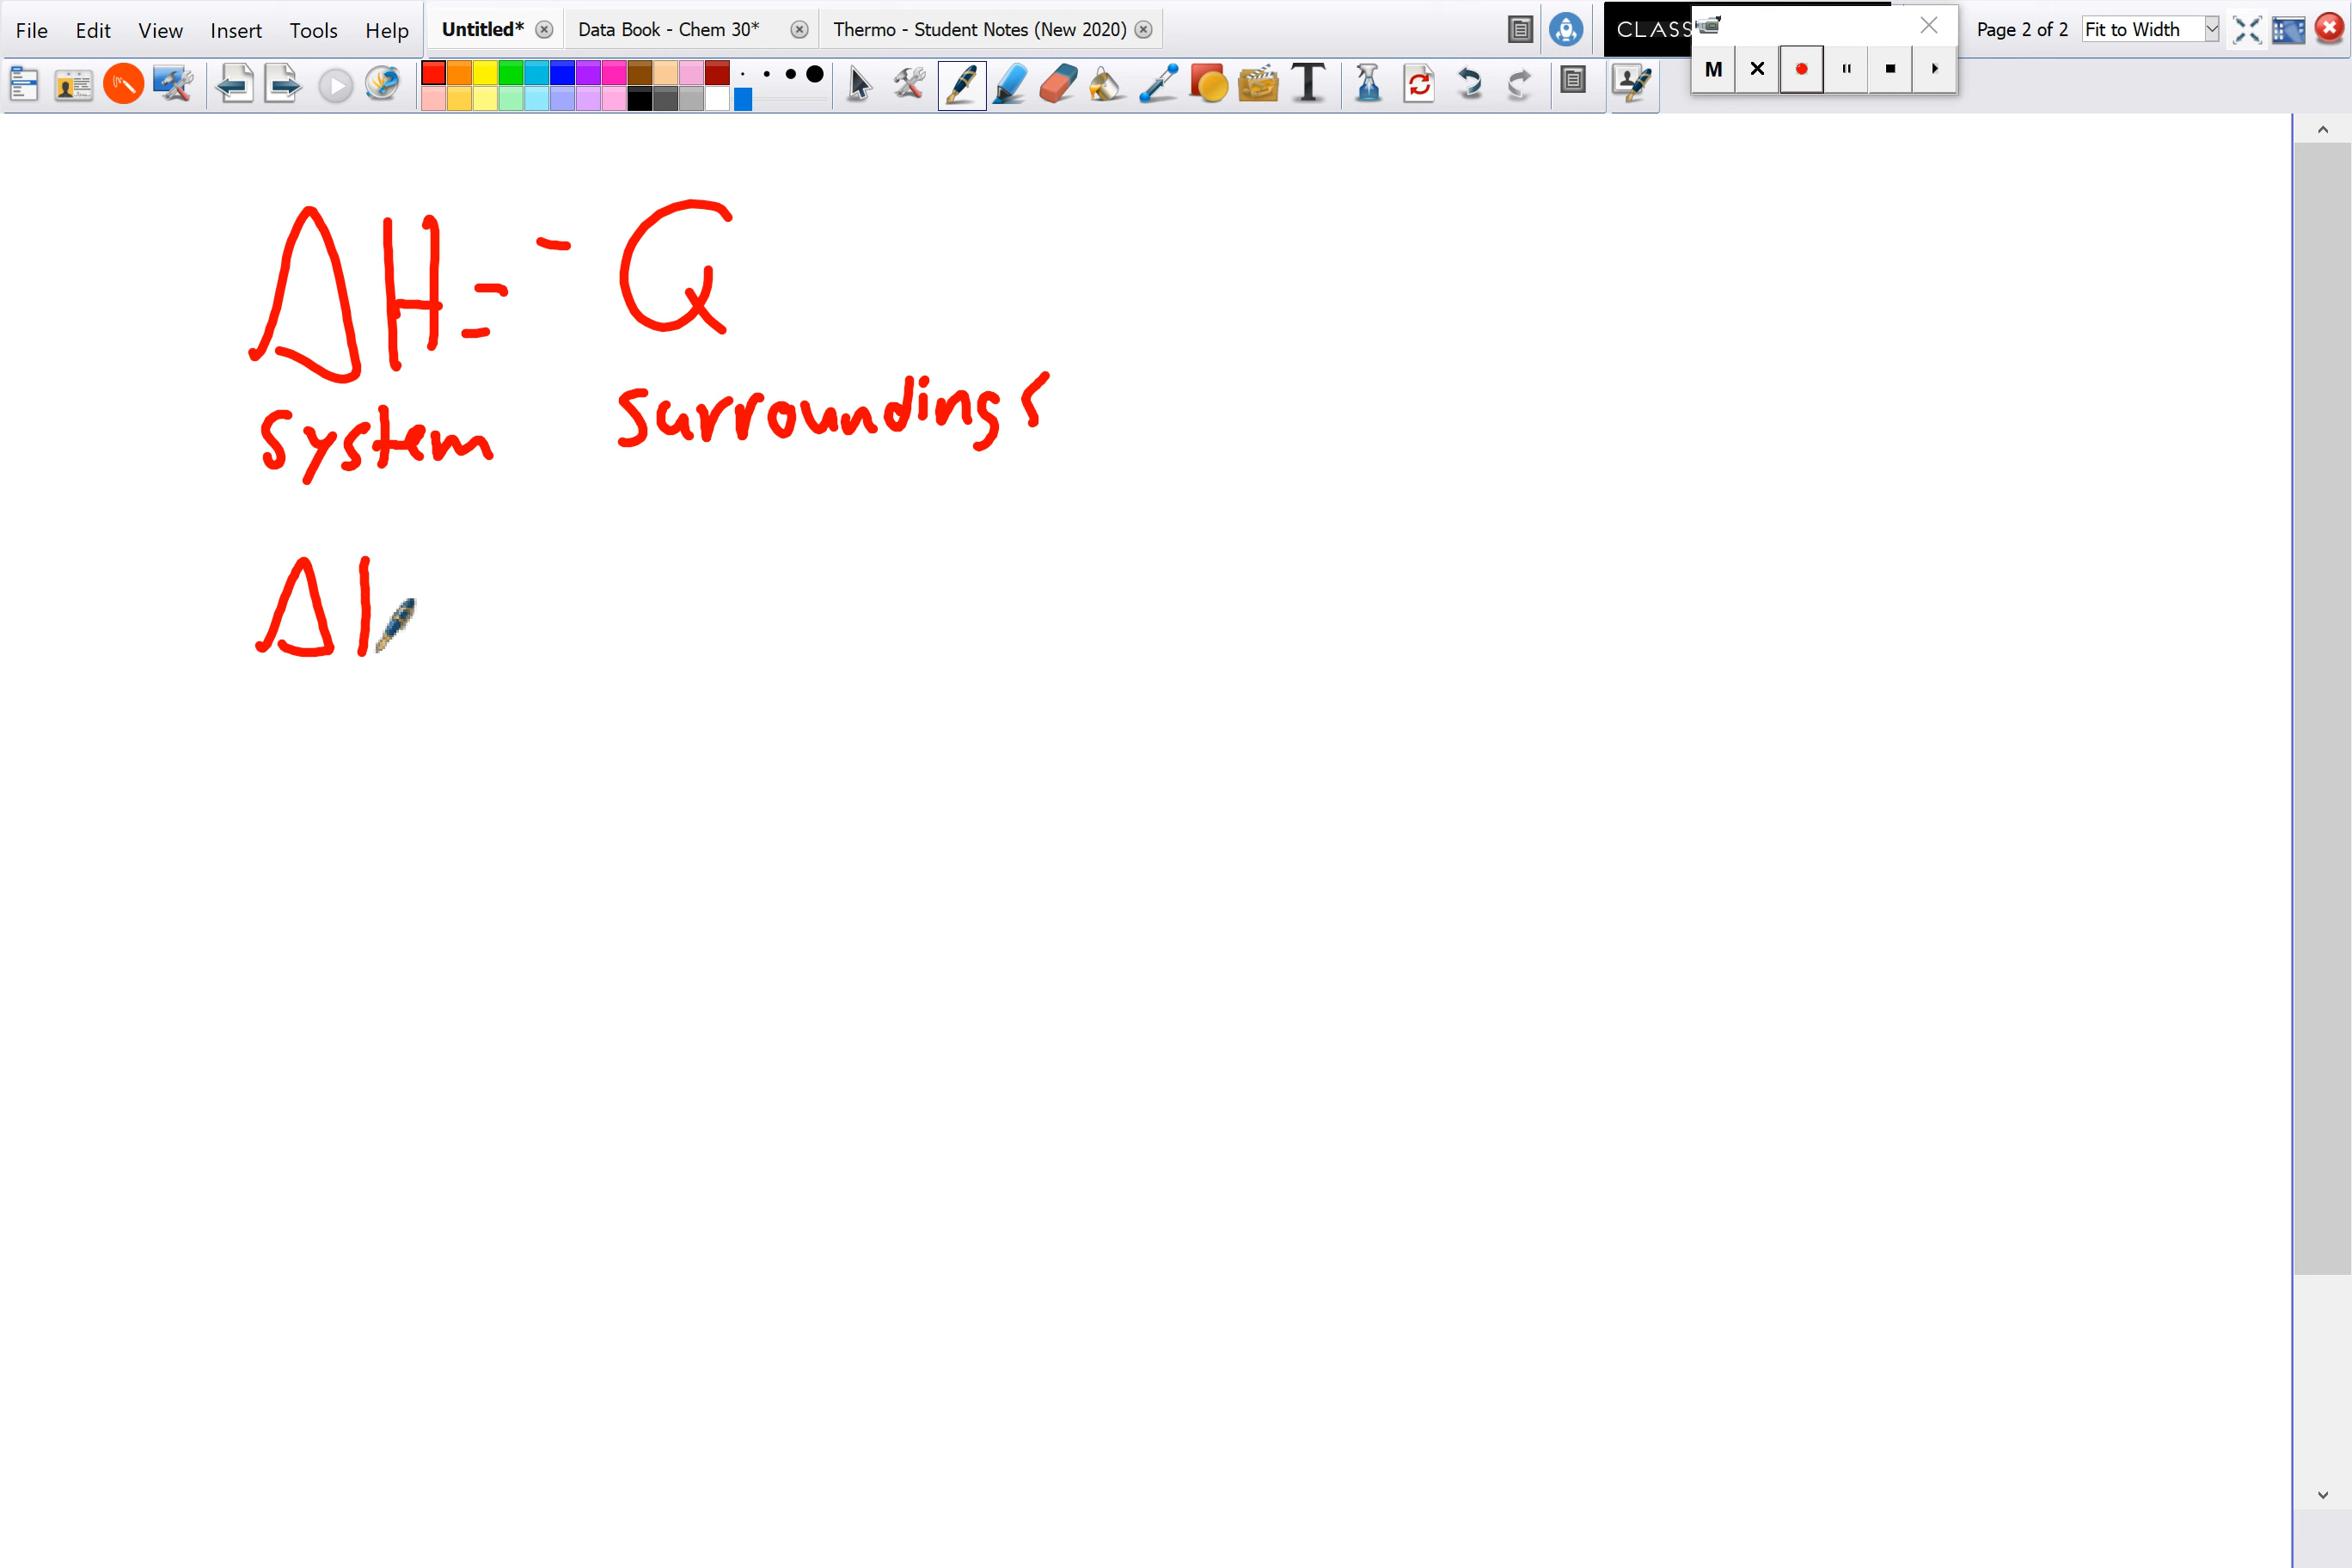 File Edit View Insert Tools Help Untitled* Data Book - Chem 30* Thermo - Student Notes (New 2020) CLASS Page 2 of 2 Fit to Width
M
T
ΔH = - Q
system surroundings
Δ